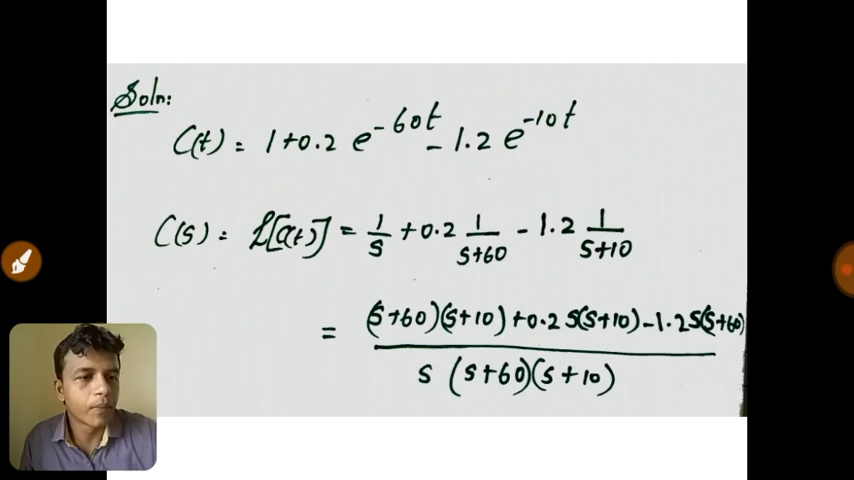 Soln:
C(t) = 1+0.2 e^-60t - 1.2 e^-10t
C(s) = L[c(t)] = 1/s + 0.2 1/s+60 - 1.2 1/s+10
= (s+60)(s+10)+0.2 s(s+10)-1.2s(s+60) / s (s+60)(s+10)